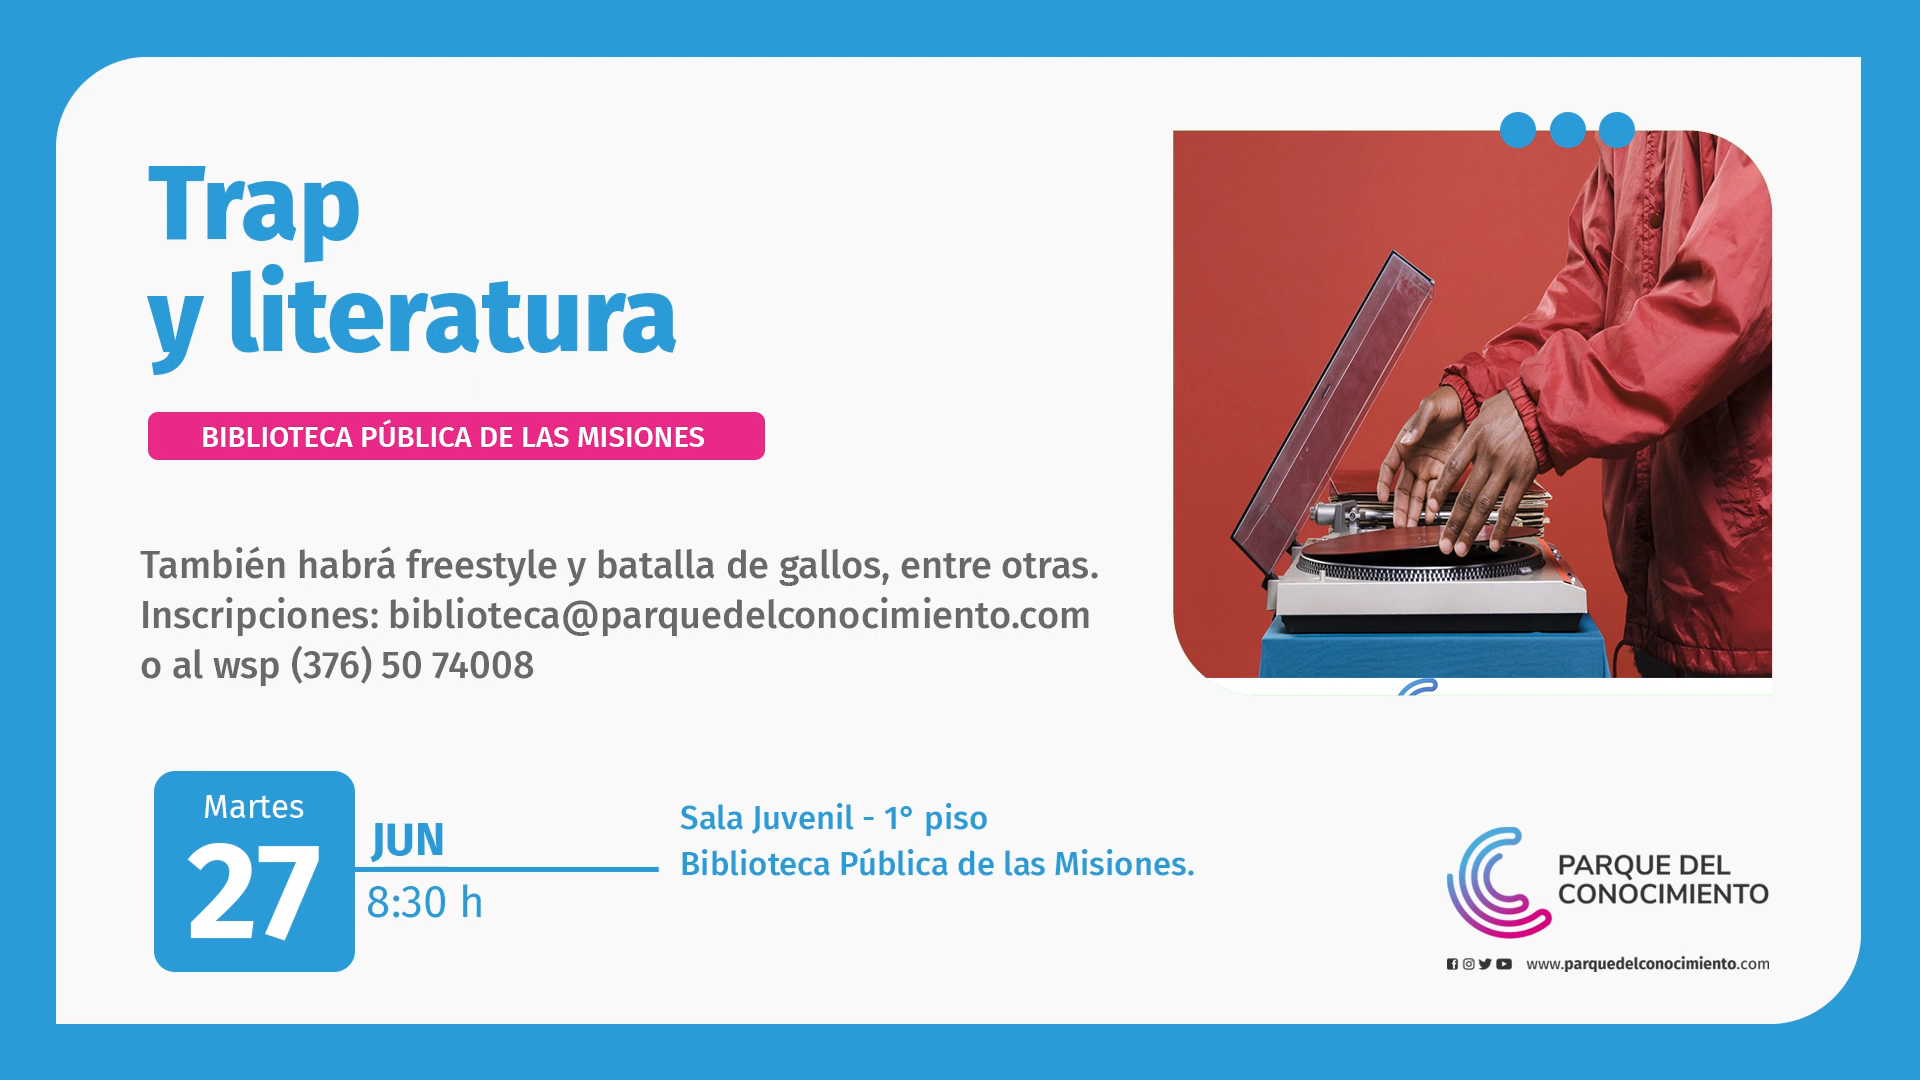 Trap
y literatura
BIBLIOTECA PÚBLICA DE LAS MISIONES
También habrá freestyle y batalla de gallos, entre otras.
Inscripciones: biblioteca@parquedelconocimiento.com
o al wsp (376) 50 74008
Martes
27
JUN
8:30 h
Sala Juvenil - 1° piso
Biblioteca Pública de las Misiones.
PARQUE DEL
CONOCIMIENTO
www.parquedelconocimiento.com